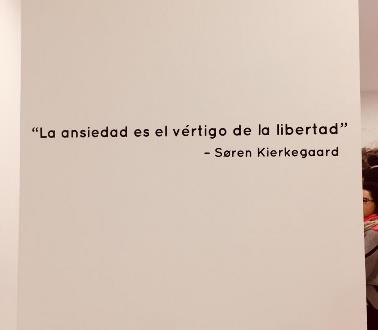 “La ansiedad es el vértigo de la libertad”
– Søren Kierkegaard